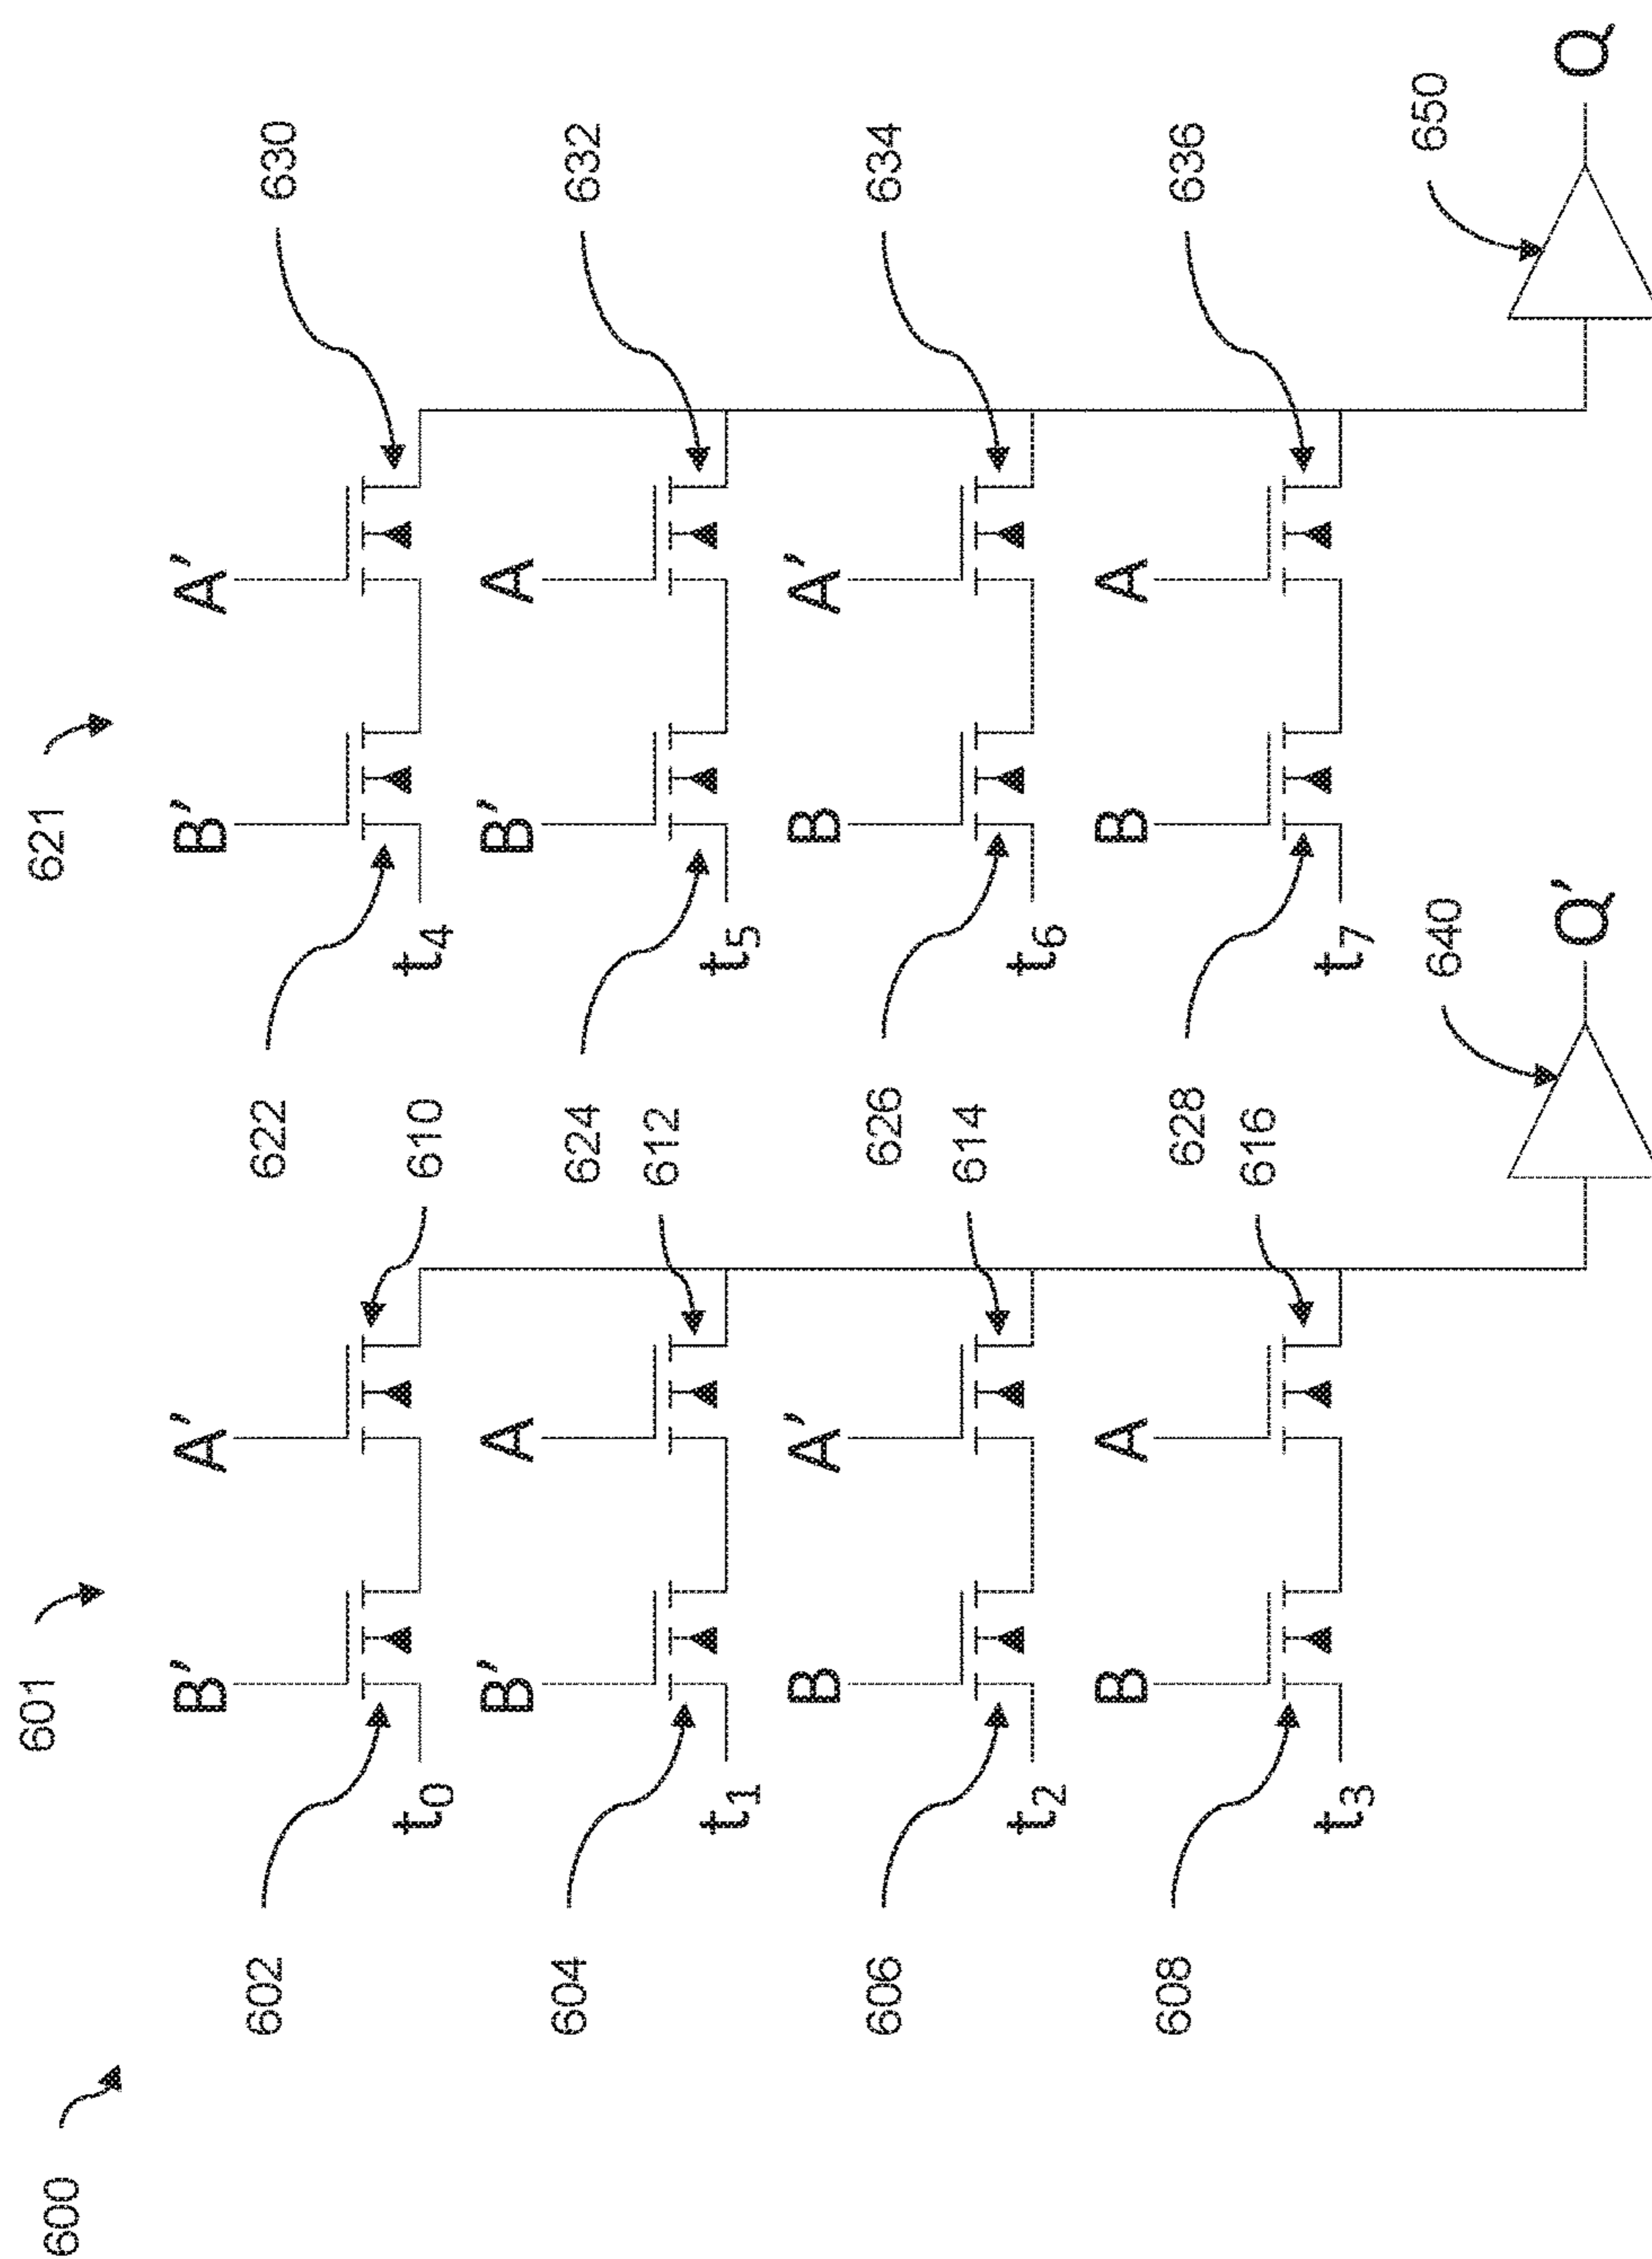 600 601 621
B' A' B' A'
602 622 630
t0 610 t4
B' A B' A
604 624 632
612
t1 t5
B A' B A'
606 626 634
614
t2 t6
B A B A
608 628 636
616
t3 t7
640 650
Q' Q